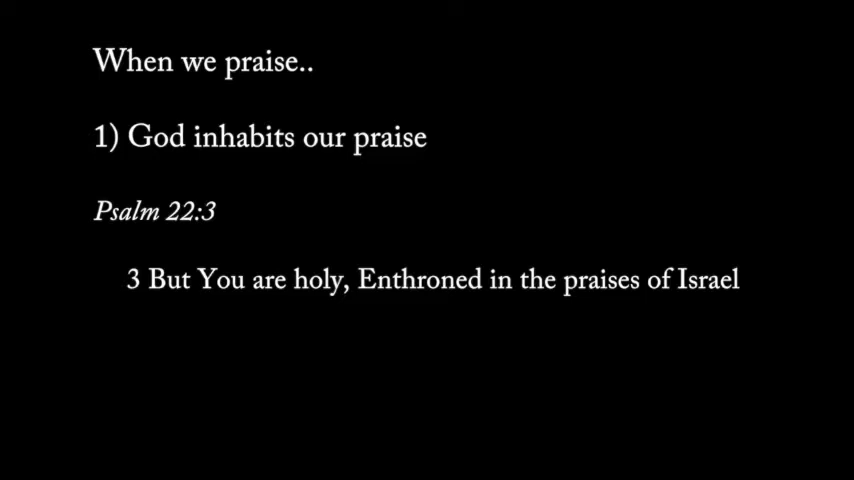 When we praise..
1) God inhabits our praise
Psalm 22:3
3 But You are holy, Enthroned in the praises of Israel